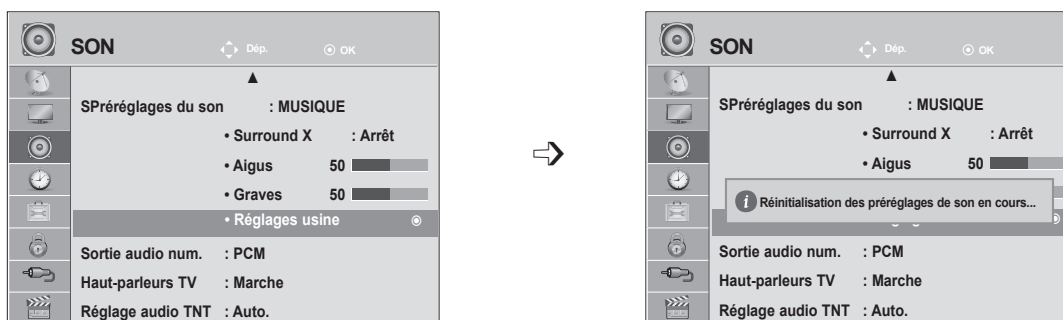 SON Dép. OK
SPréréglages du son : MUSIQUE
• Surround X : Arrêt
• Aigus 50
• Graves 50
• Réglages usine
Sortie audio num. : PCM
Haut-parleurs TV : Marche
Réglage audio TNT : Auto.
SON Dép. OK
SPréréglages du son : MUSIQUE
• Surround X : Arrêt
• Aigus 50
i Réinitialisation des préréglages de son en cours...
Sortie audio num. : PCM
Haut-parleurs TV : Marche
Réglage audio TNT : Auto.